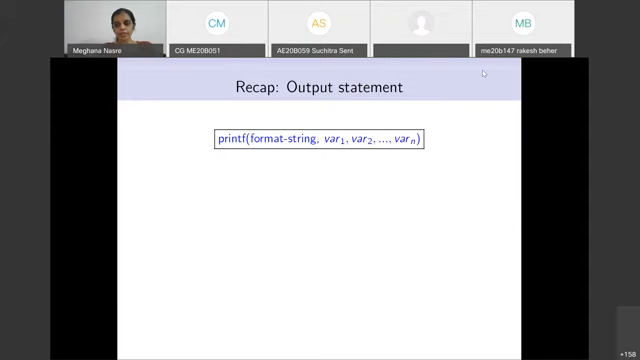 CM
AS
MB
Meghana Nasre
CG ME20B051
AE20B059 Suchitra Sent
me20b147 rakesh beher
Recap: Output statement
printf(format-string, var1, var2, ..., varn)
+158